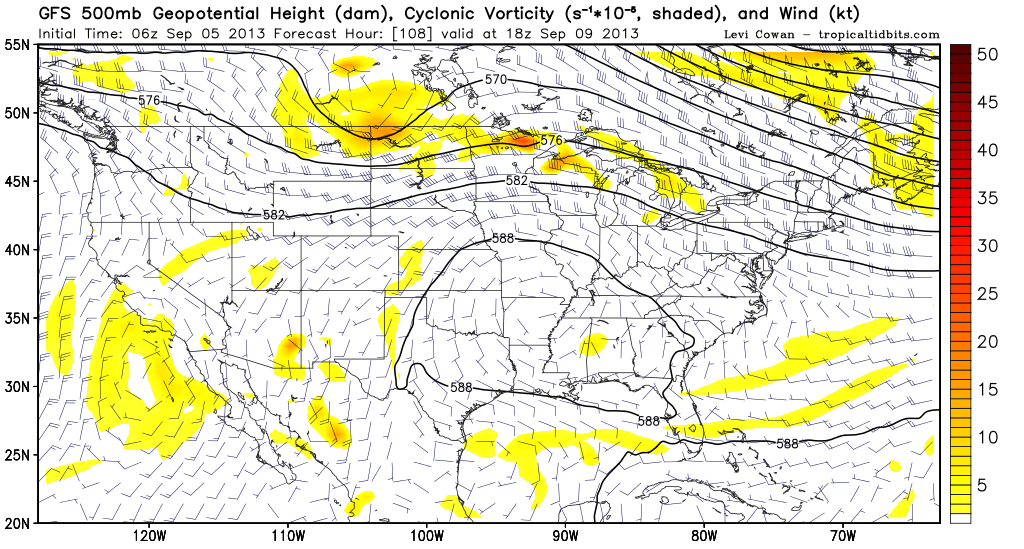 GFS 500mb Geopotential Height (dam), Cyclonic Vorticity (s⁻¹*10⁻⁵, shaded), and Wind (kt)
Initial Time: 06z Sep 05 2013 Forecast Hour: [108] valid at 18z Sep 09 2013 Levi Cowan – tropicaltidbits.com
55N
50
570
576
45
50N
576
40
45N
582
35
582
588
40N
30
25
35N
20
30N
588
15
588
588
10
25N
5
20N
120W 110W 100W 90W 80W 70W